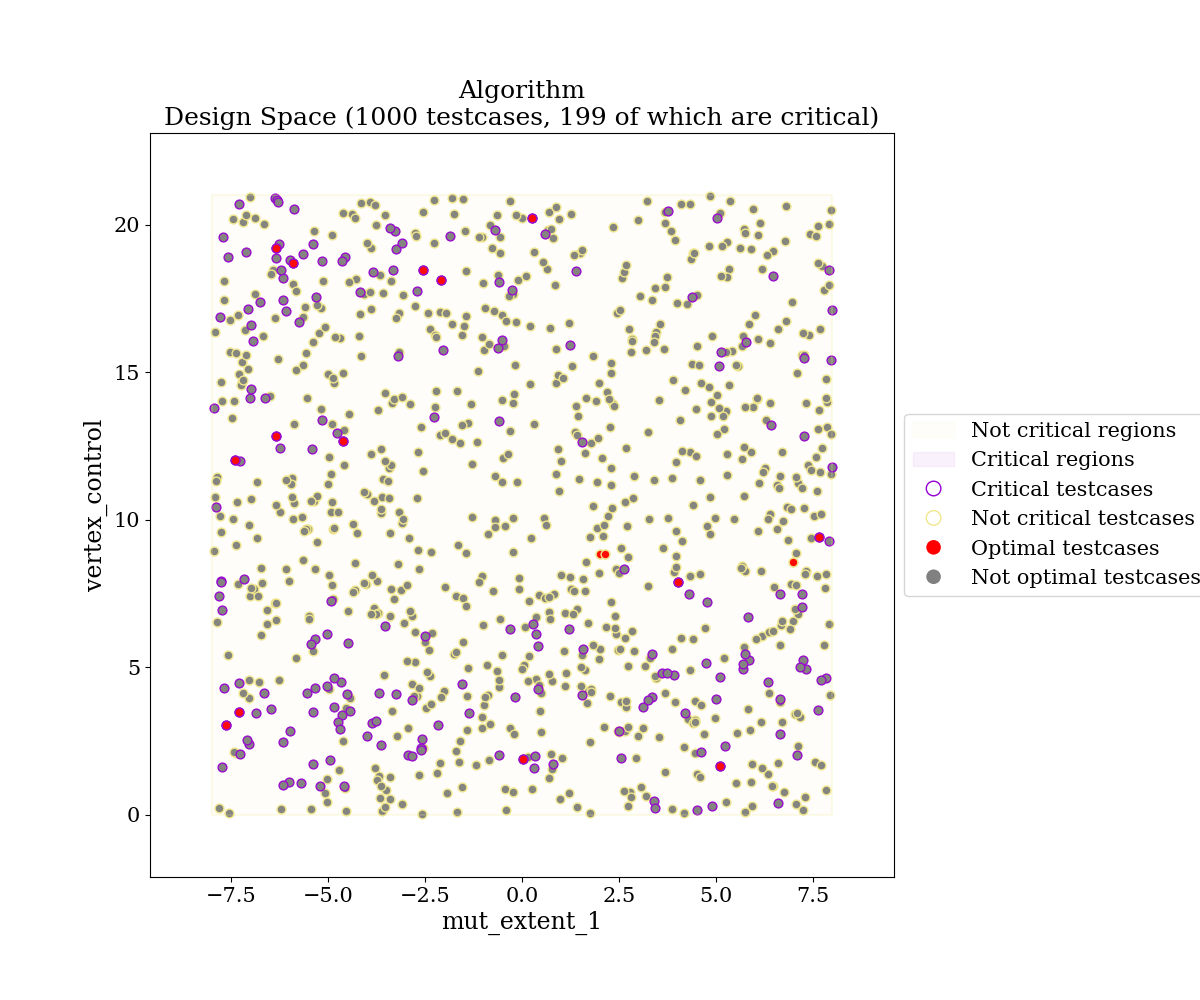 Algorithm
Design Space (1000 testcases, 199 of which are critical)
20
15
10
5
0
vertex_control
−7.5
−5.0
−2.5
0.0
2.5
5.0
7.5
mut_extent_1
Not critical regions
Critical regions
Critical testcases
Not critical testcases
Optimal testcases
Not optimal testcases